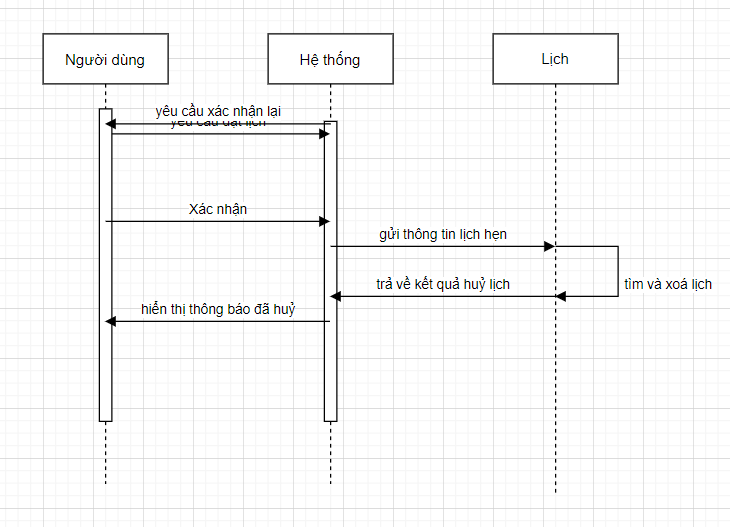 Người dùng
Hệ thống
Lịch
yêu cầu xác nhận lại
yêu cầu đặt lịch
Xác nhận
gửi thông tin lịch hẹn
trả về kết quả huỷ lịch
tìm và xoá lịch
hiển thị thông báo đã huỷ